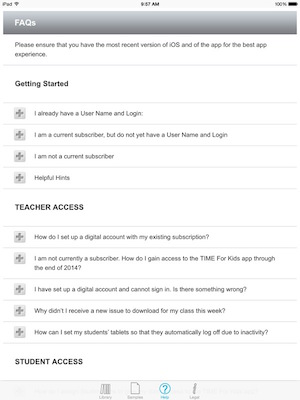 iPad 9:57 AM 100%
FAQs
Please ensure that you have the most recent version of iOS and of the app for the best app
experience.
Getting Started
I already have a User Name and Login:
I am a current subscriber, but do not yet have a User Name and Login
I am not a current subscriber
Helpful Hints
TEACHER ACCESS
How do I set up a digital account with my existing subscription?
I am not currently a subscriber. How do I gain access to the TIME For Kids app through
the end of 2014?
I have set up a digital account and cannot sign in. Is there something wrong?
Why didn't I receive a new issue to download for my class this week?
How can I set my students' tablets so that they automatically log off due to inactivity?
STUDENT ACCESS
Library Samples Help Legal